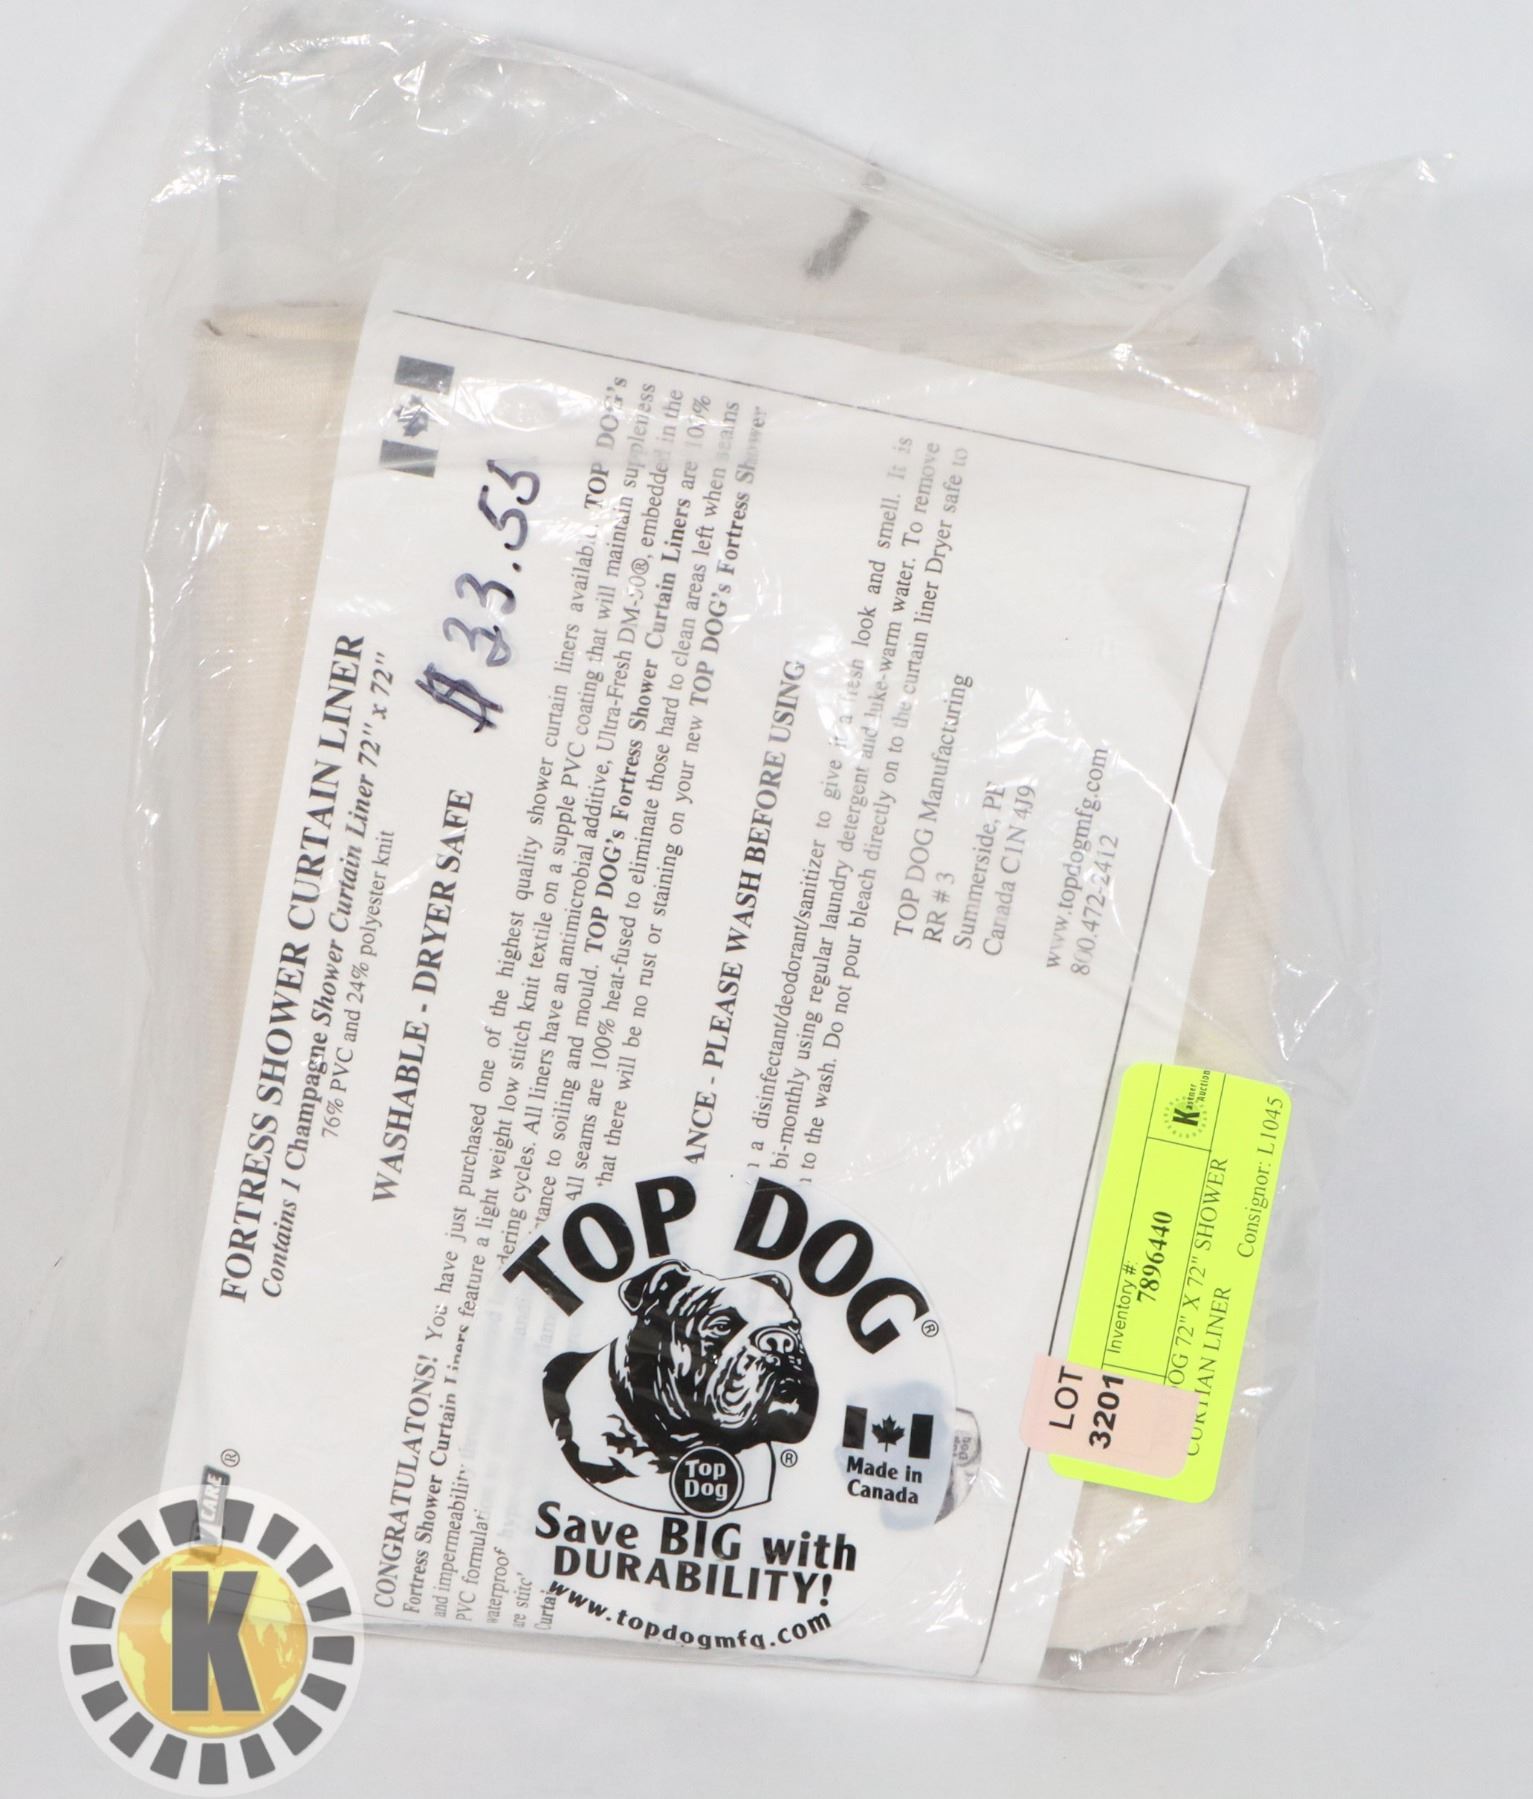 FORTRESS SHOWER CURTAIN LINER
Contains 1 Champagne Shower Curtain Liner 72" x 72"
76% PVC and 24% polyester knit
WASHABLE - DRYER SAFE
$33.55
CONGRATULATONS! You have just purchased one of the highest quality shower curtain liners TOP DOG's
Fortress Shower Curtain Liners feature a light weight low stitch knit textile on a supple PVC coating that will maintain suppleness
and impermeability dering cycles. All liners have an antimicrobial additive, Ultra-Fresh embedded in the
PVC formulati tance to soiling and mould. TOP DOG's Fortress Shower Curtain Liners are
waterproof All seams are 100% heat-fused to eliminate those hard to clean areas left when seams
are stitc hat there will be no rust or staining on your new TOP DOG's Fortress Shower
Curtai
ANCE - PLEASE WASH BEFORE USING
a disinfectant/deodorant/sanitizer to give it a fresh look and smell. It is
bi-monthly using regular laundry detergent and luke-warm water. To remove
to the wash. Do not pour bleach directly on to the curtain liner Dryer safe to
TOP DOG Manufacturing
RR # 3
Summerside, PE
Canada C1N 4J9
www.topdogmfg.com
800.472-2412
TOP DOG®
Top
Dog
®
Made in
Canada
Save BIG with
DURABILITY!
www.topdogmfg.com
CARE
®
LOT
3201
Inventory #:
7896440
Kastner
Auction
OG 72" X 72" SHOWER
CURTIAN LINER
Consignor: L1045
K